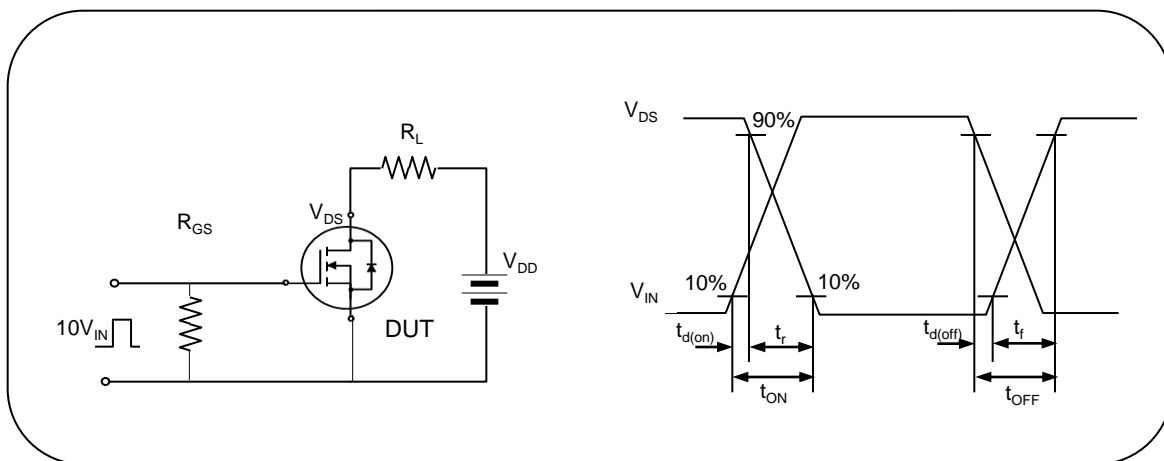 R_L
V_DS
R_GS
V_DD
10V_IN
DUT
V_DS
90%
10%
10%
V_IN
t_d(on)
t_r
t_d(off)
t_f
t_ON
t_OFF